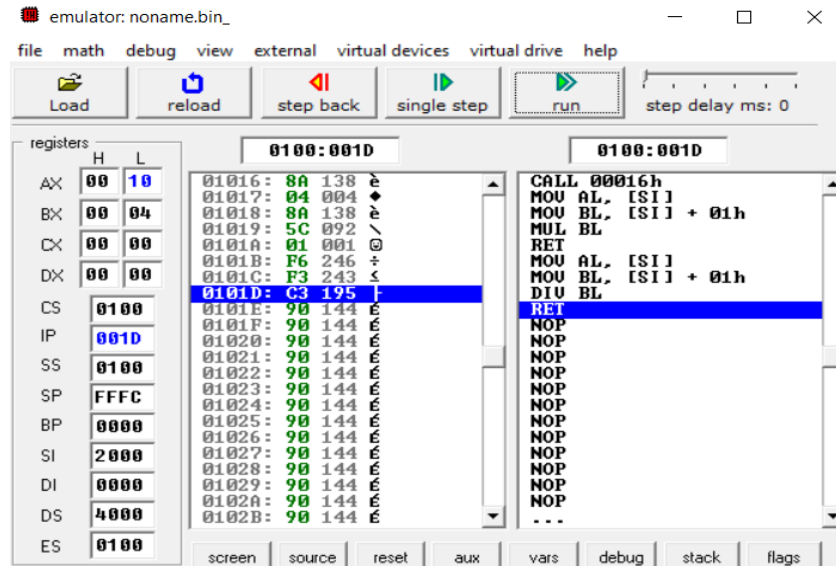 emulator: noname.bin_
file math debug view external virtual devices virtual drive help
Load reload step back single step run step delay ms: 0
registers
H L
0100:001D 0100:001D
AX 00 10
BX 00 04
CX 00 00
DX 00 00
CS 0100
IP 001D
SS 0100
SP FFFC
BP 0000
SI 2000
DI 0000
DS 4000
ES 0100
01016: 8A 138 è
01017: 04 004 ♦
01018: 8A 138 è
01019: 5C 092 \
0101A: 01 001 ☺
0101B: F6 246 ÷
0101C: F3 243 ≤
0101D: C3 195 ├
0101E: 90 144 É
0101F: 90 144 É
01020: 90 144 É
01021: 90 144 É
01022: 90 144 É
01023: 90 144 É
01024: 90 144 É
01025: 90 144 É
01026: 90 144 É
01027: 90 144 É
01028: 90 144 É
01029: 90 144 É
0102A: 90 144 É
0102B: 90 144 É
CALL 00016h
MOV AL, [SI]
MOV BL, [SI] + 01h
MUL BL
RET
MOV AL, [SI]
MOV BL, [SI] + 01h
DIV BL
RET
NOP
NOP
NOP
NOP
NOP
NOP
NOP
NOP
NOP
NOP
NOP
NOP
...
screen source reset aux vars debug stack flags